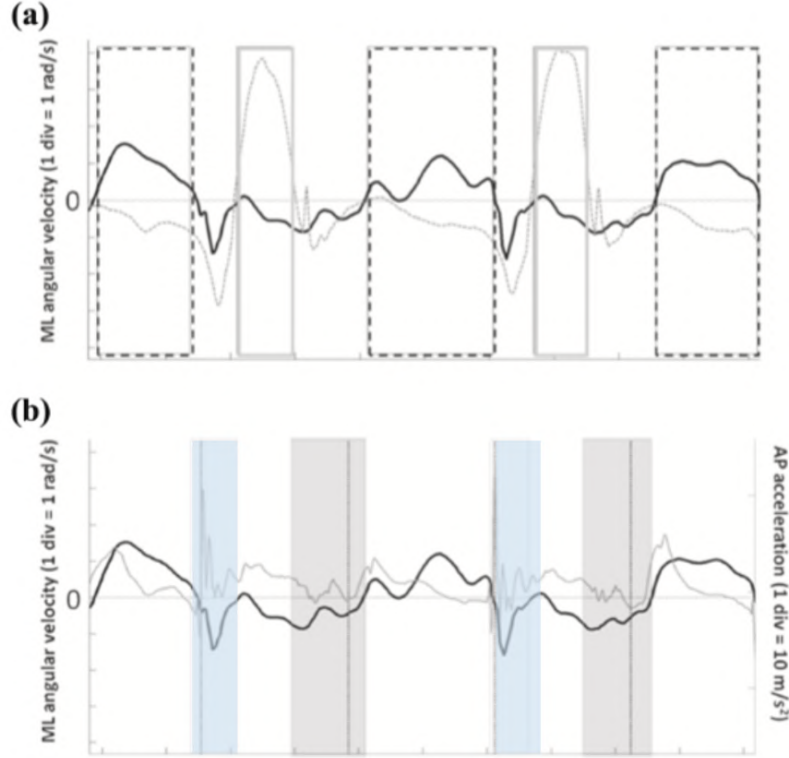 (a)
ML angular velocity (1 div = 1 rad/s)
0
(b)
ML angular velocity (1 div = 1 rad/s)
0
AP acceleration (1 div = 10 m/s²)